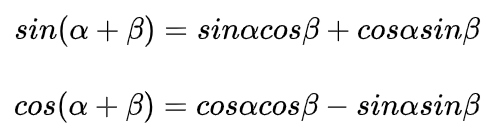 sin(α + β) = sinαcosβ + cosαsinβ
cos(α + β) = cosαcosβ − sinαsinβ